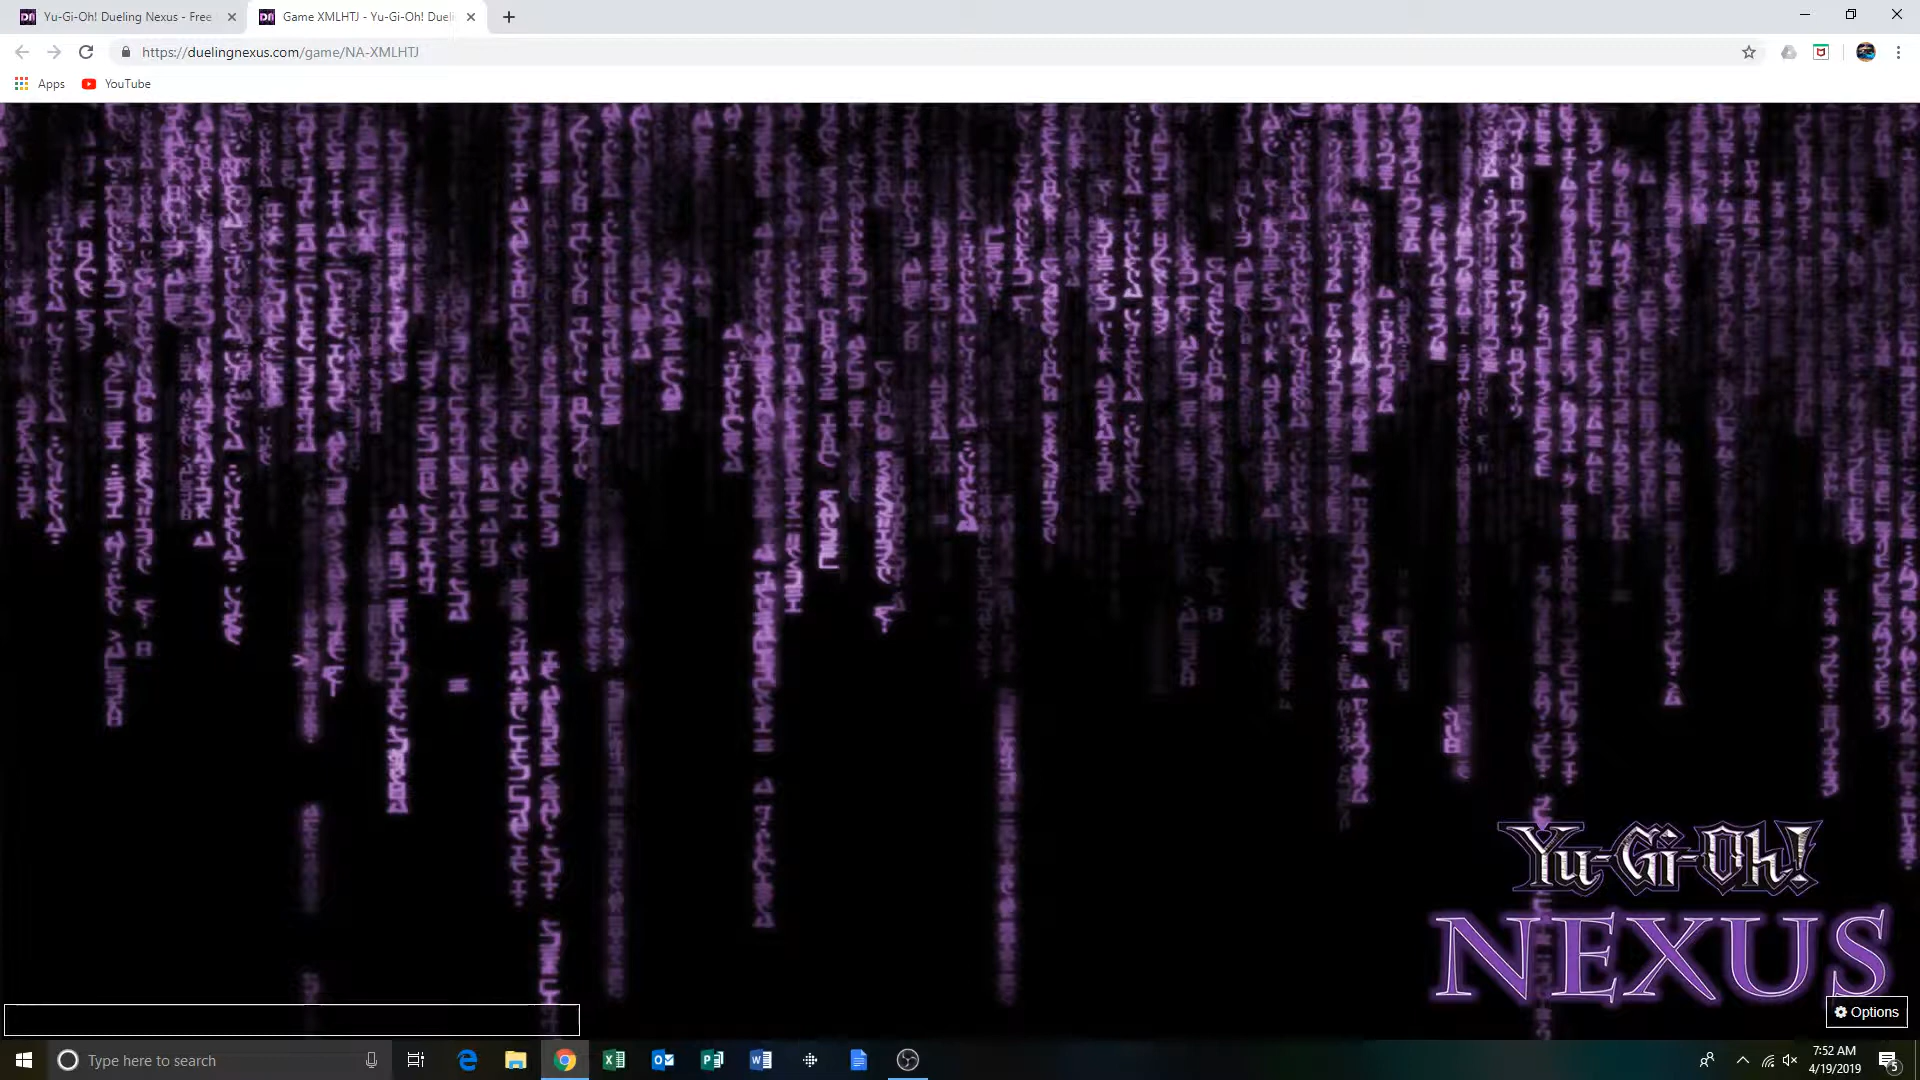 Yu-Gi-Oh! Dueling Nexus - Free
Game XMLHTJ - Yu-Gi-Oh! Dueli
https://duelingnexus.com/game/NA-XMLHTJ
Apps
YouTube
Yu-Gi-Oh!
NEXUS
Options
Type here to search
7:52 AM
4/19/2019
5